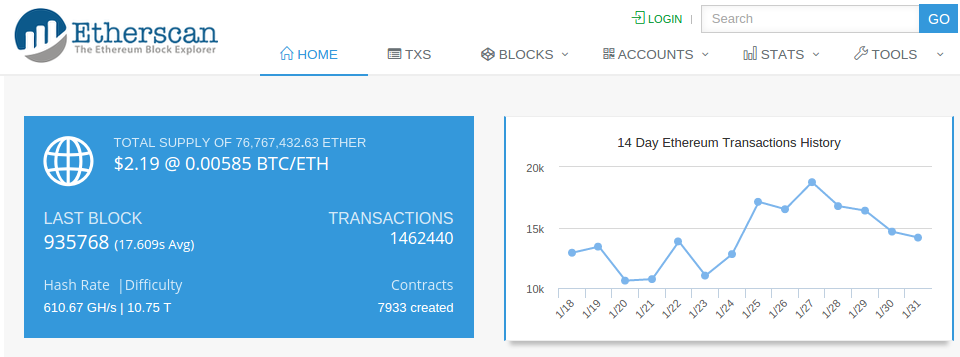 Etherscan
The Ethereum Block Explorer
LOGIN | Search GO
HOME TXS BLOCKS ACCOUNTS STATS TOOLS
TOTAL SUPPLY OF 76,767,432.63 ETHER
$2.19 @ 0.00585 BTC/ETH
LAST BLOCK TRANSACTIONS
935768 (17.609s Avg) 1462440
Hash Rate |Difficulty Contracts
610.67 GH/s | 10.75 T 7933 created
14 Day Ethereum Transactions History
20k
15k
10k
1/18 1/19 1/20 1/21 1/22 1/23 1/24 1/25 1/26 1/27 1/28 1/29 1/30 1/31